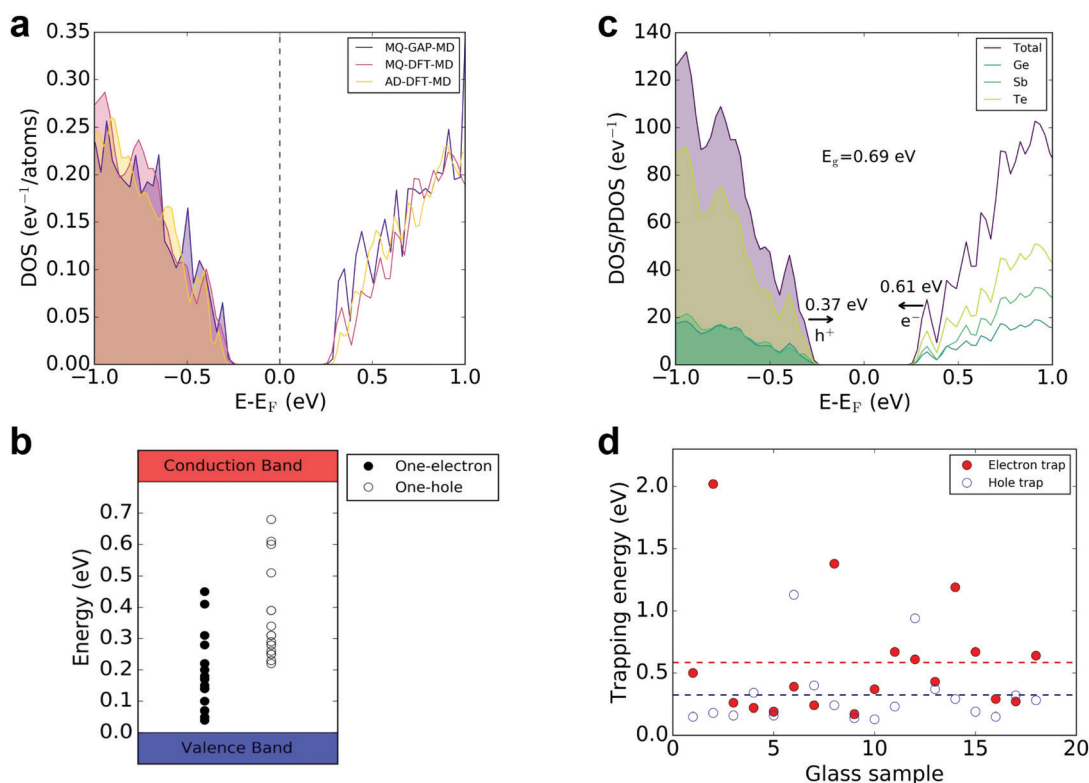 a
0.35
0.30
0.25
0.20
0.15
0.10
0.05
0.00
DOS (ev⁻¹/atoms)
−1.0
−0.5
0.0
0.5
1.0
E-E_F (eV)
MQ-GAP-MD
MQ-DFT-MD
AD-DFT-MD
c
140
120
100
80
60
40
20
0
DOS/PDOS (ev⁻¹)
−1.0
−0.5
0.0
0.5
1.0
E-E_F (eV)
Total
Ge
Sb
Te
E_g=0.69 eV
0.37 eV
h⁺
0.61 eV
e⁻
b
Conduction Band
0.7
0.6
0.5
0.4
0.3
0.2
0.1
0.0
Energy (eV)
Valence Band
One-electron
One-hole
d
2.0
1.5
1.0
0.5
0.0
Trapping energy (eV)
0
5
10
15
20
Glass sample
Electron trap
Hole trap